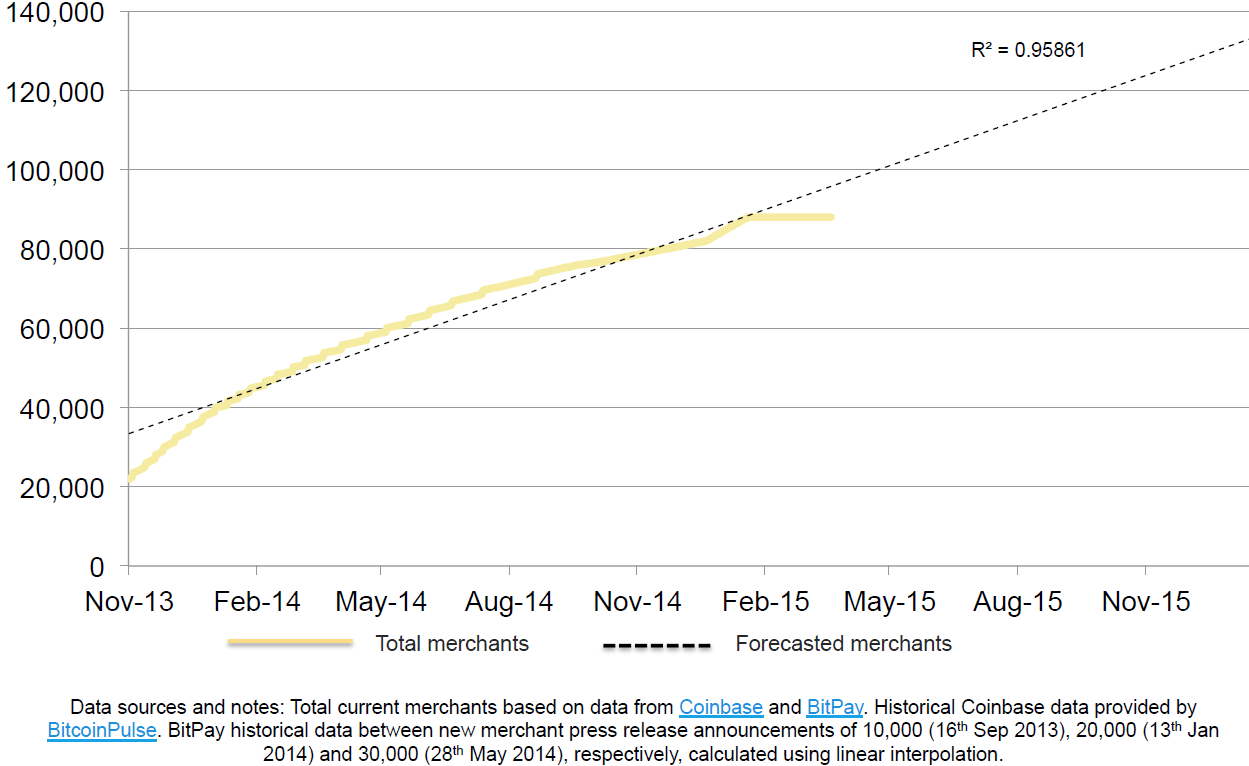 140,000
R² = 0.95861
120,000
100,000
80,000
60,000
40,000
20,000
0
Nov-13 Feb-14 May-14 Aug-14 Nov-14 Feb-15 May-15 Aug-15 Nov-15
Total merchants Forecasted merchants
Data sources and notes: Total current merchants based on data from Coinbase and BitPay. Historical Coinbase data provided by
BitcoinPulse. BitPay historical data between new merchant press release announcements of 10,000 (16th Sep 2013), 20,000 (13th Jan
2014) and 30,000 (28th May 2014), respectively, calculated using linear interpolation.